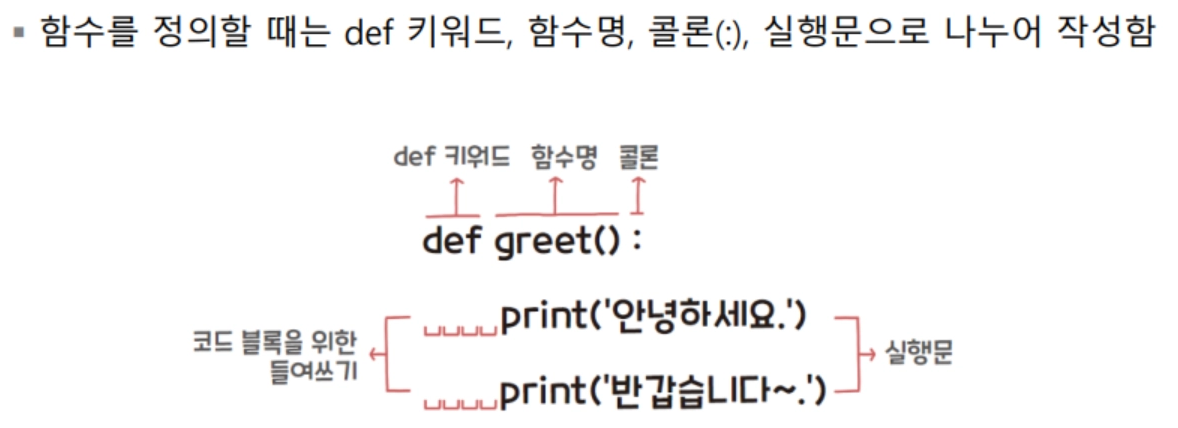 ▪ 함수를 정의할 때는 def 키워드, 함수명, 콜론(:), 실행문으로 나누어 작성함
def 키워드 함수명 콜론
def greet() :
print('안녕하세요.')
코드 블록을 위한
들여쓰기
실행문
print('반갑습니다~.')